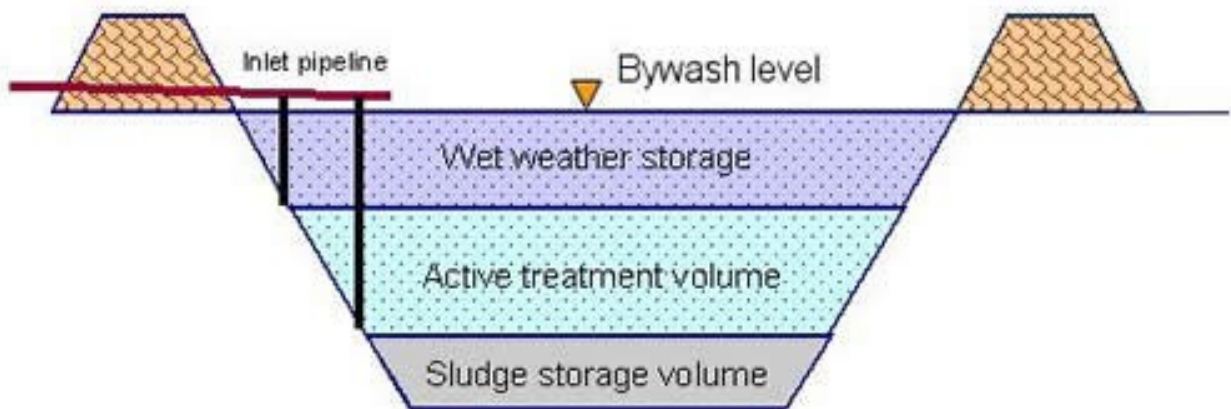 Inlet pipeline
Bywash level
Wet weather storage
Active treatment volume
Sludge storage volume